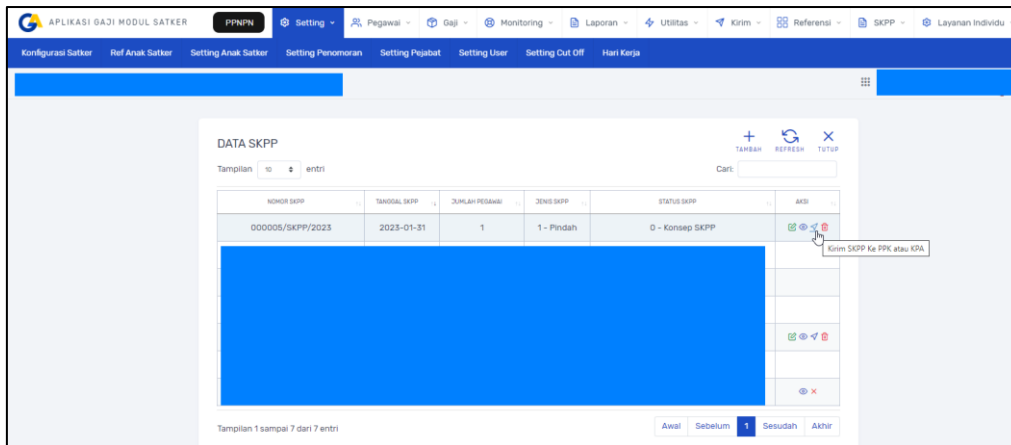 APLIKASI GAJI MODUL SATKER PPNPN Setting Pegawai Gaji Monitoring Laporan Utilitas Kirim Referensi SKPP Layanan Individu
Konfigurasi Satker Ref Anak Satker Setting Anak Satker Setting Penomoran Setting Pejabat Setting User Setting Cut Off Hari Kerja
DATA SKPP
TAMBAH REFRESH TUTUP
Tampilan 10 entri Cari:
NOMOR SKPP TANGGAL SKPP JUMLAH PEGAWAI JENIS SKPP STATUS SKPP AKSI
000005/SKPP/2023 2023-01-31 1 1 - Pindah 0 - Konsep SKPP
Kirim SKPP Ke PPK atau KPA
Tampilan 1 sampai 7 dari 7 entri Awal Sebelum 1 Sesudah Akhir